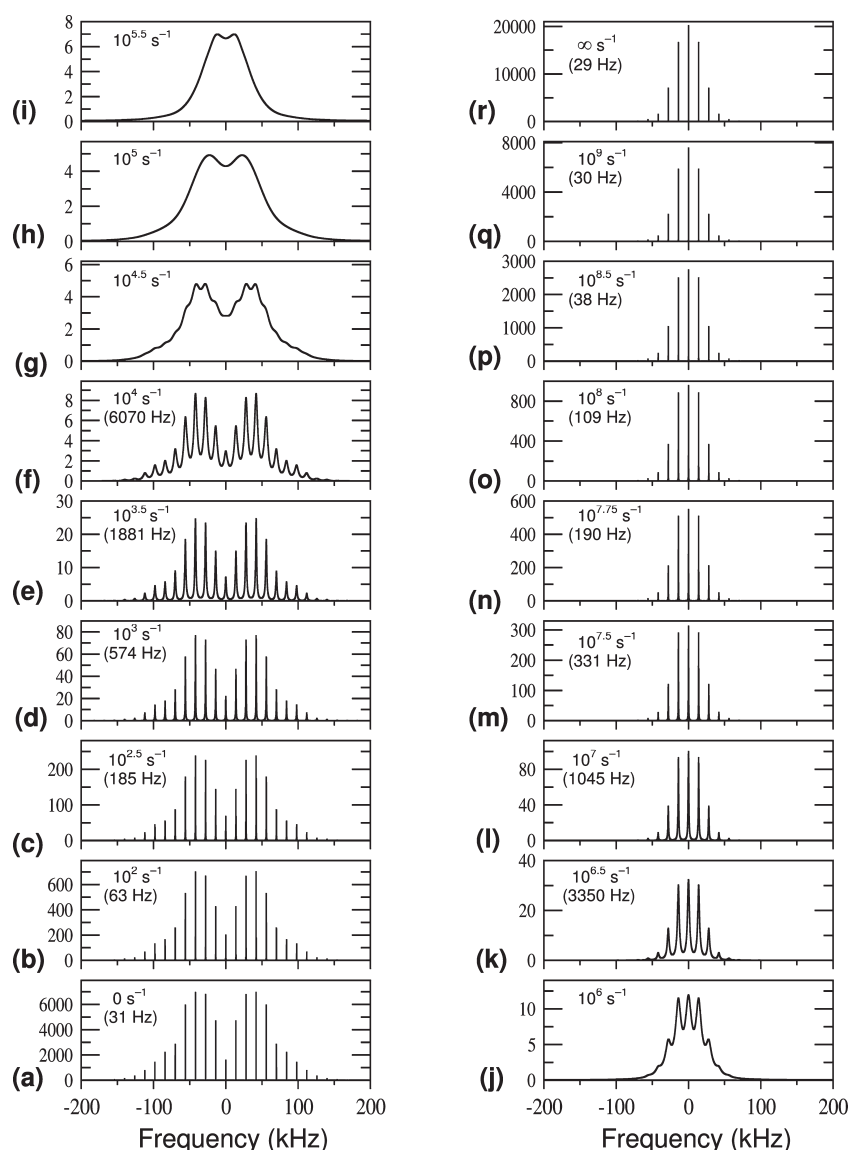 8
6
4
2
0
10^5.5 s⁻¹
(i)
4
2
0
10^5 s⁻¹
(h)
6
4
2
0
10^4.5 s⁻¹
(g)
8
6
4
2
0
10^4 s⁻¹
(6070 Hz)
(f)
30
20
10
0
10^3.5 s⁻¹
(1881 Hz)
(e)
80
60
40
20
0
10^3 s⁻¹
(574 Hz)
(d)
200
100
0
10^2.5 s⁻¹
(185 Hz)
(c)
600
400
200
0
10^2 s⁻¹
(63 Hz)
(b)
6000
4000
2000
0
0 s⁻¹
(31 Hz)
(a)
-200 -100 0 100 200
Frequency (kHz)
20000
10000
0
∞ s⁻¹
(29 Hz)
(r)
8000
4000
0
10^9 s⁻¹
(30 Hz)
(q)
3000
2000
1000
0
10^8.5 s⁻¹
(38 Hz)
(p)
800
400
0
10^8 s⁻¹
(109 Hz)
(o)
600
400
200
0
10^7.75 s⁻¹
(190 Hz)
(n)
300
200
100
0
10^7.5 s⁻¹
(331 Hz)
(m)
80
40
0
10^7 s⁻¹
(1045 Hz)
(l)
40
20
0
10^6.5 s⁻¹
(3350 Hz)
(k)
10
5
0
10^6 s⁻¹
(j)
-200 -100 0 100 200
Frequency (kHz)